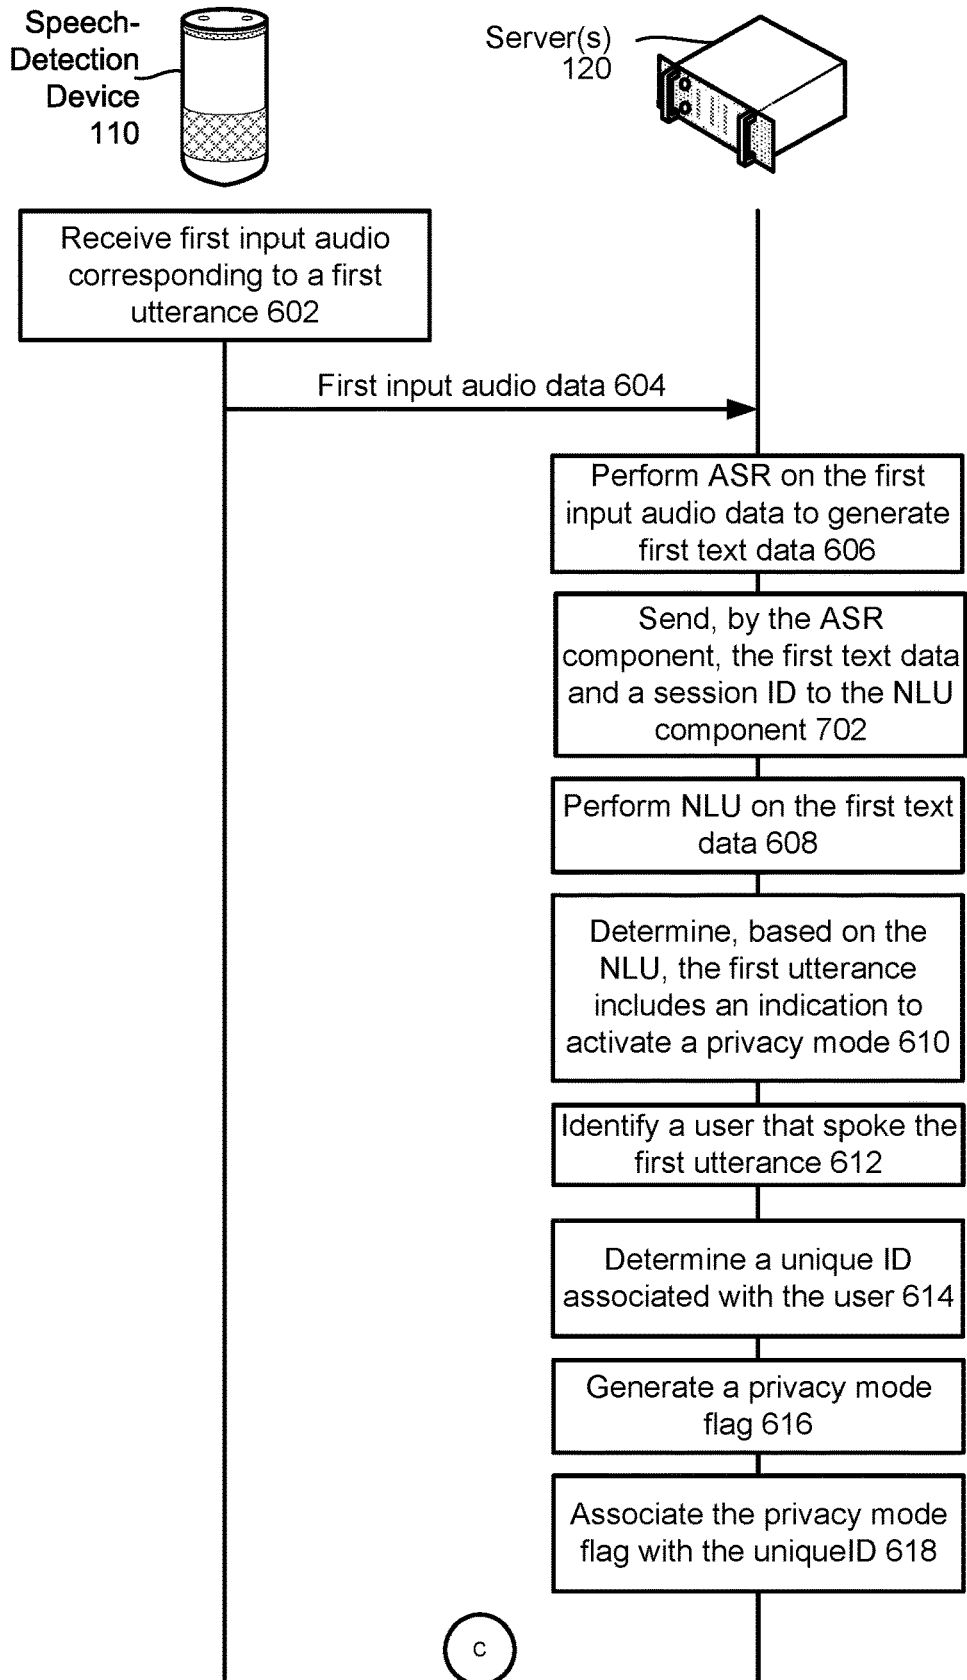 Speech-
Detection
Device
110
Server(s)
120
Receive first input audio
corresponding to a first
utterance 602
First input audio data 604
Perform ASR on the first
input audio data to generate
first text data 606
Send, by the ASR
component, the first text data
and a session ID to the NLU
component 702
Perform NLU on the first text
data 608
Determine, based on the
NLU, the first utterance
includes an indication to
activate a privacy mode 610
Identify a user that spoke the
first utterance 612
Determine a unique ID
associated with the user 614
Generate a privacy mode
flag 616
Associate the privacy mode
flag with the uniqueID 618
C